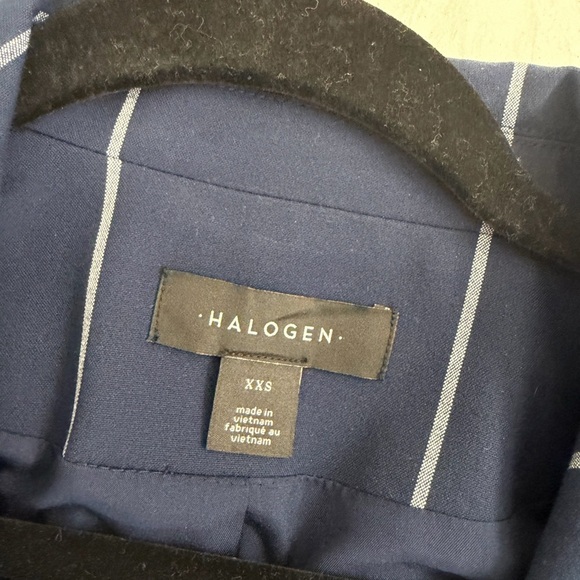 ·HALOGEN·
XXS
made in
vietnam
fabriqué au
vietnam